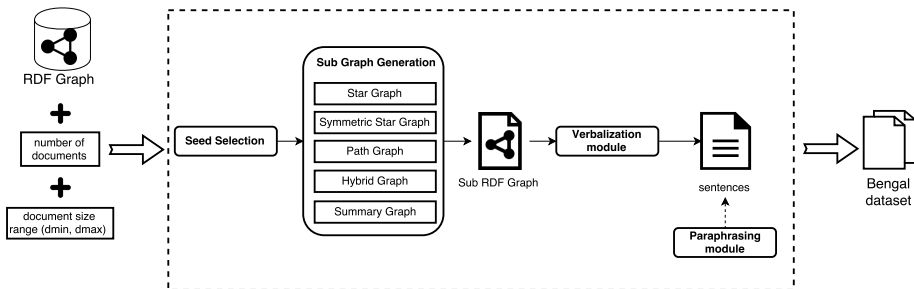 RDF Graph
number of
documents
document size
range (dmin, dmax)
Seed Selection
Sub Graph Generation
Star Graph
Symmetric Star Graph
Path Graph
Hybrid Graph
Summary Graph
Sub RDF Graph
Verbalization
module
sentences
Paraphrasing
module
Bengal
dataset